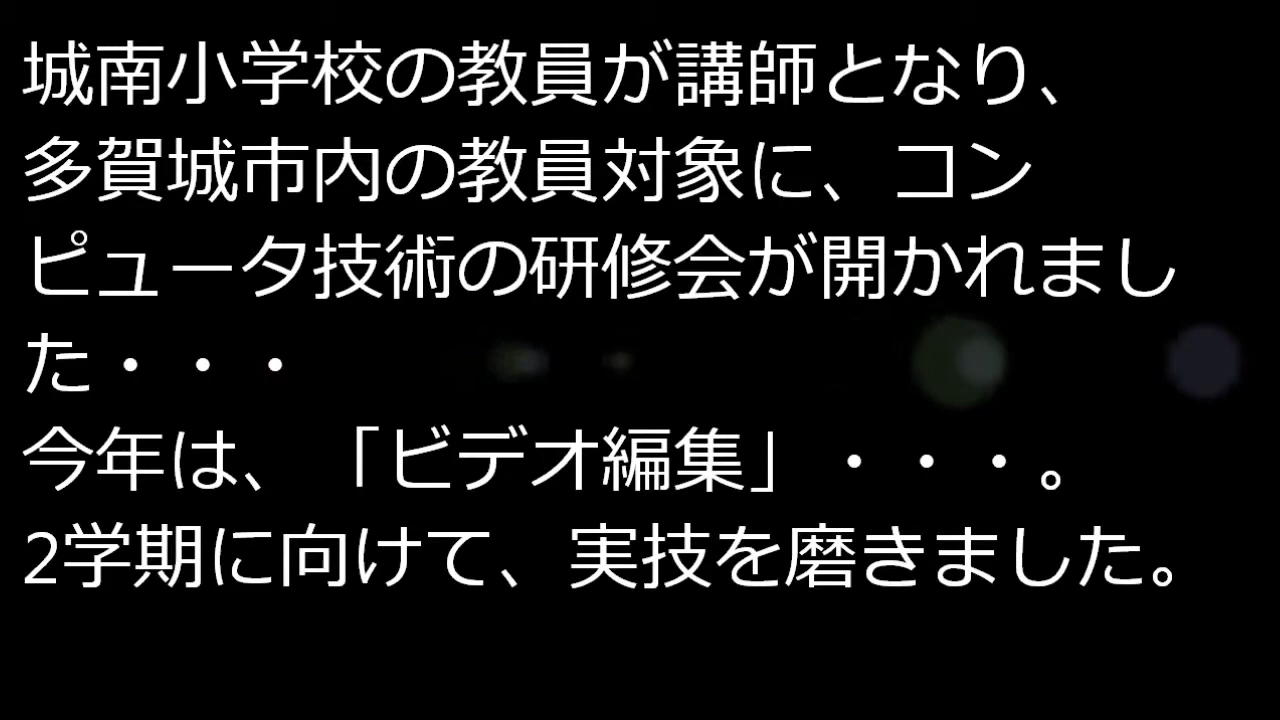 城南小学校の教員が講師となり、
多賀城市内の教員対象に、コン
ピュータ技術の研修会が開かれまし
た・・・
今年は、「ビデオ編集」・・・。
2学期に向けて、実技を磨きました。